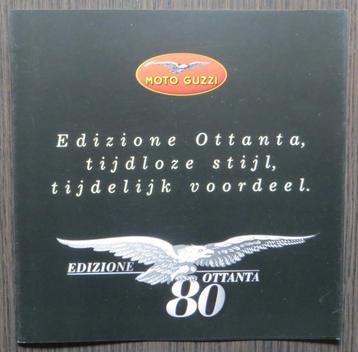 MOTO GUZZI
Edizione Ottanta,
tijdloze stijl,
tijdelijk voordeel.
EDIZIONE
OTTANTA
80